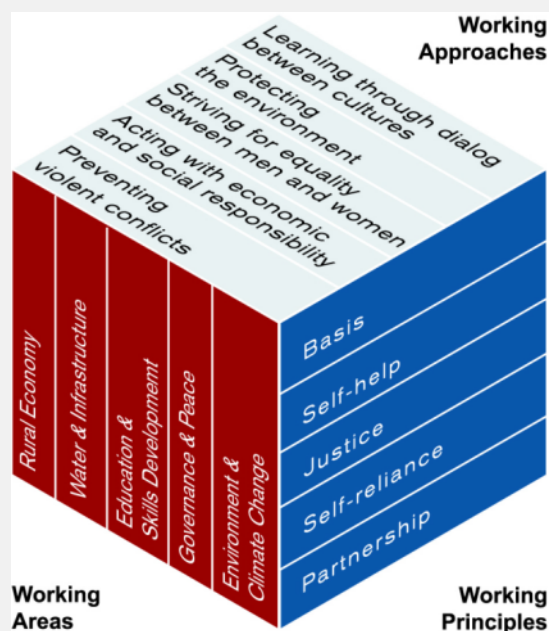 Working
Approaches
Learning through dialog
between cultures
Protecting
the environment
Striving for equality
between men and women
Acting with economic
and social responsibility
Preventing
violent conflicts
Rural Economy
Water & Infrastructure
Education &
Skills Development
Governance & Peace
Environment &
Climate Change
Basis
Self-help
Justice
Self-reliance
Partnership
Working
Areas
Working
Principles